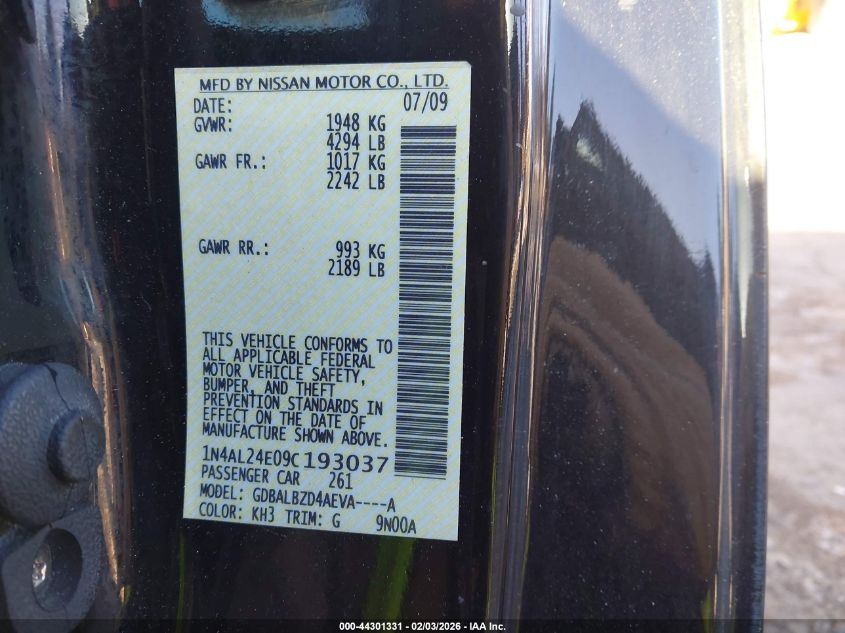 MFD BY NISSAN MOTOR CO., LTD.
DATE: 07/09
GVWR: 1948 KG
4294 LB
GAWR FR.: 1017 KG
2242 LB
GAWR RR.: 993 KG
2189 LB
THIS VEHICLE CONFORMS TO
ALL APPLICABLE FEDERAL
MOTOR VEHICLE SAFETY,
BUMPER, AND THEFT
PREVENTION STANDARDS IN
EFFECT ON THE DATE OF
MANUFACTURE SHOWN ABOVE.
1N4AL24E09C193037
PASSENGER CAR 261
MODEL: GDBALBZD4AEVA----A
COLOR: KH3 TRIM: G 9N00A
000-44301331 - 02/03/2026 - IAA Inc.